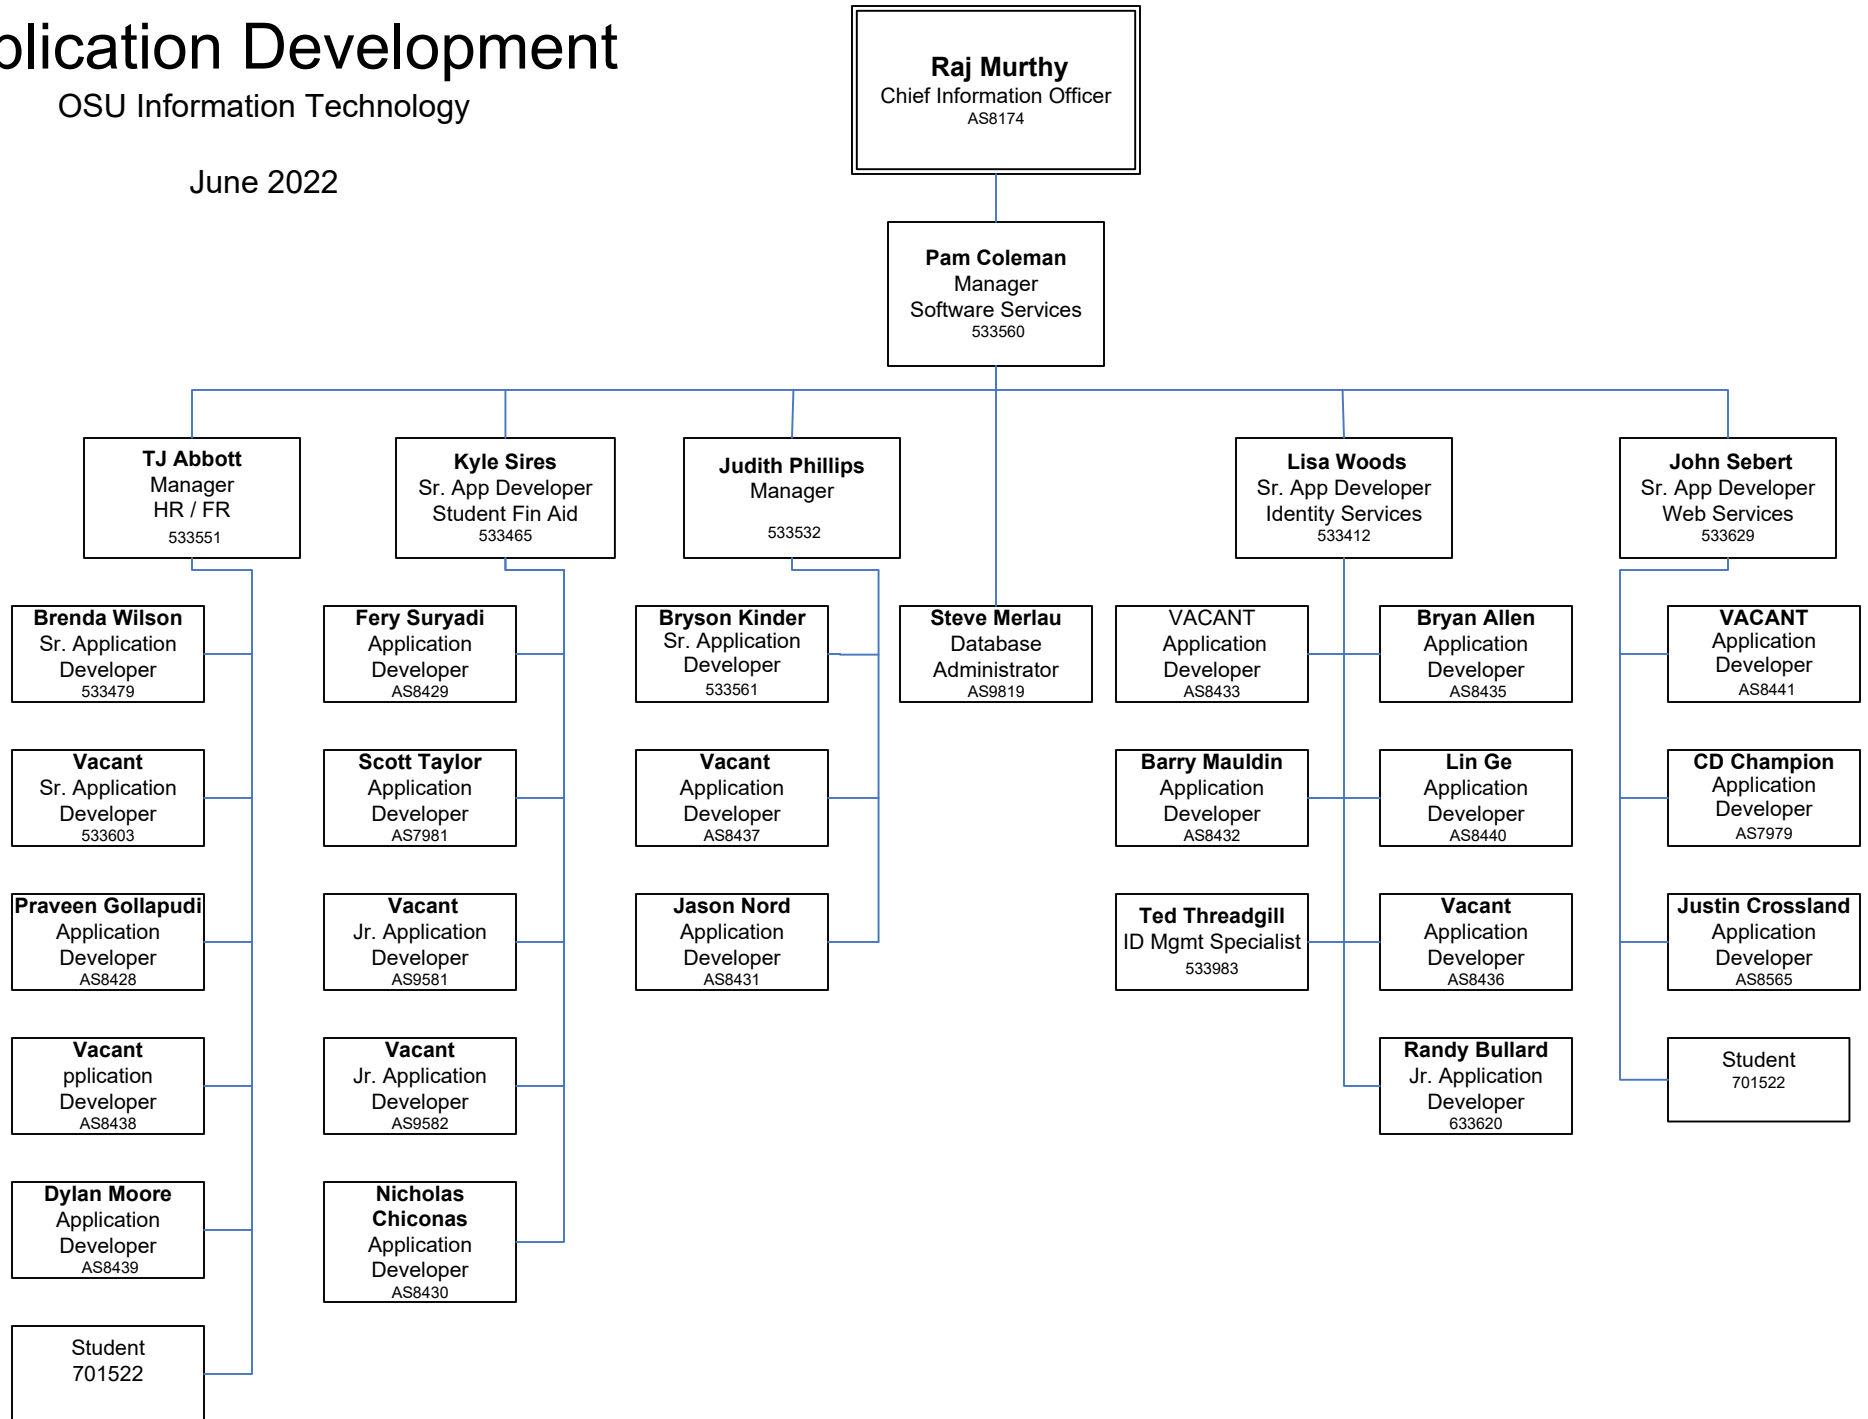 plication Development
OSU Information Technology
June 2022
Raj Murthy
Chief Information Officer
AS8174
Pam Coleman
Manager
Software Services
533560
TJ Abbott
Manager
HR / FR
533551
Kyle Sires
Sr. App Developer
Student Fin Aid
533465
Judith Phillips
Manager
533532
Lisa Woods
Sr. App Developer
Identity Services
533412
John Sebert
Sr. App Developer
Web Services
533629
Brenda Wilson
Sr. Application
Developer
533479
Fery Suryadi
Application
Developer
AS8429
Bryson Kinder
Sr. Application
Developer
533561
Steve Merlau
Database
Administrator
AS9819
VACANT
Application
Developer
AS8433
Bryan Allen
Application
Developer
AS8435
VACANT
Application
Developer
AS8441
Vacant
Sr. Application
Developer
533603
Scott Taylor
Application
Developer
AS7981
Vacant
Application
Developer
AS8437
Barry Mauldin
Application
Developer
AS8432
Lin Ge
Application
Developer
AS8440
CD Champion
Application
Developer
AS7979
Praveen Gollapudi
Application
Developer
AS8428
Vacant
Jr. Application
Developer
AS9581
Jason Nord
Application
Developer
AS8431
Ted Threadgill
ID Mgmt Specialist
533983
Vacant
Application
Developer
AS8436
Justin Crossland
Application
Developer
AS8565
Vacant
pplication
Developer
AS8438
Vacant
Jr. Application
Developer
AS9582
Randy Bullard
Jr. Application
Developer
633620
Student
701522
Dylan Moore
Application
Developer
AS8439
Nicholas
Chiconas
Application
Developer
AS8430
Student
701522